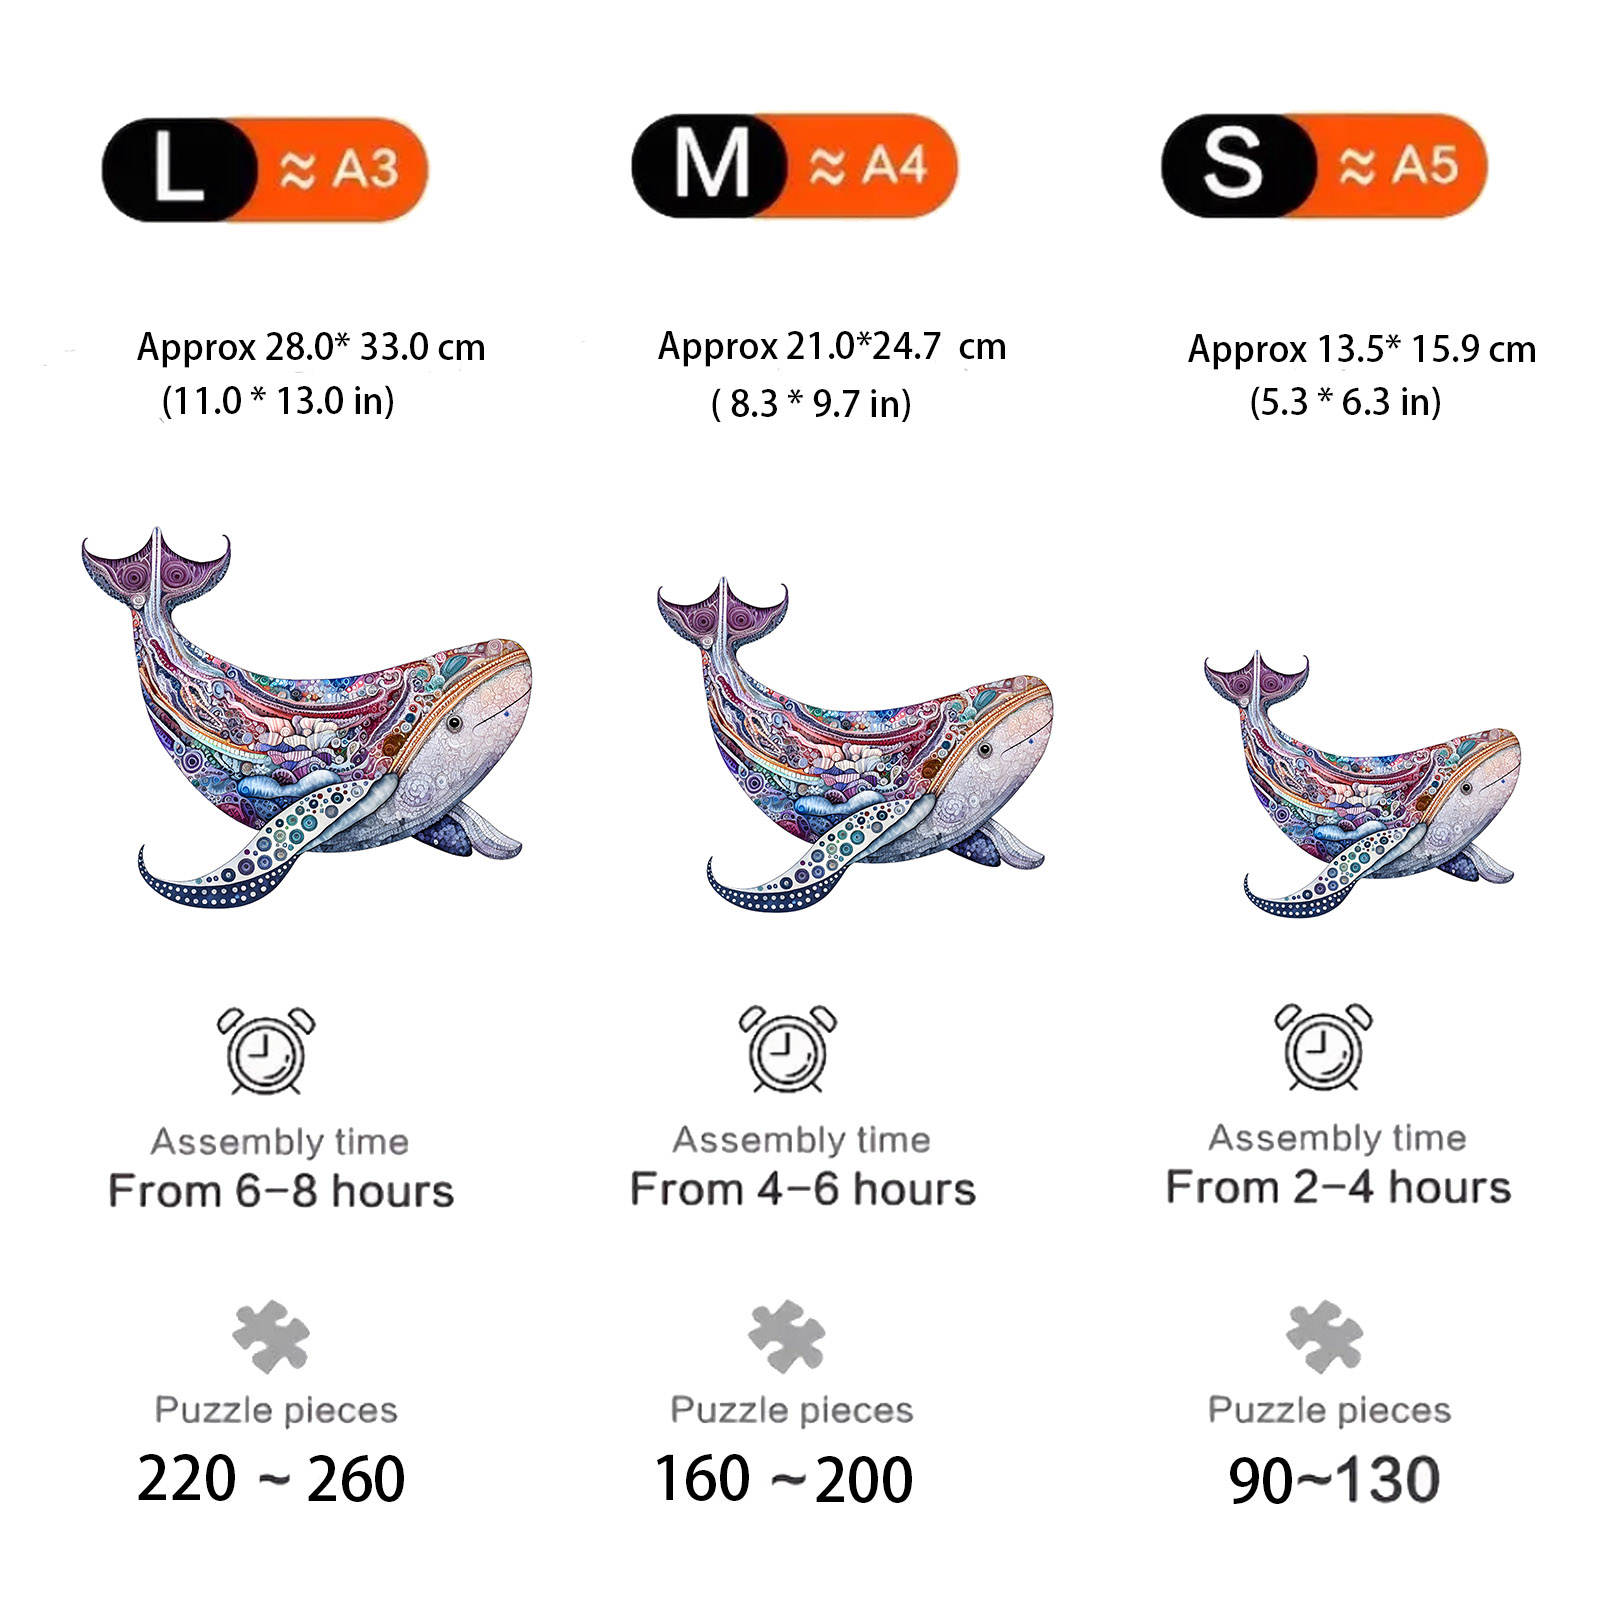 L ≈ A3
M ≈ A4
S ≈ A5
Approx 28.0* 33.0 cm
(11.0 * 13.0 in)
Approx 21.0*24.7 cm
( 8.3 * 9.7 in)
Approx 13.5* 15.9 cm
(5.3 * 6.3 in)
Assembly time
From 6–8 hours
Assembly time
From 4–6 hours
Assembly time
From 2–4 hours
Puzzle pieces
220 ~ 260
Puzzle pieces
160 ~200
Puzzle pieces
90~130